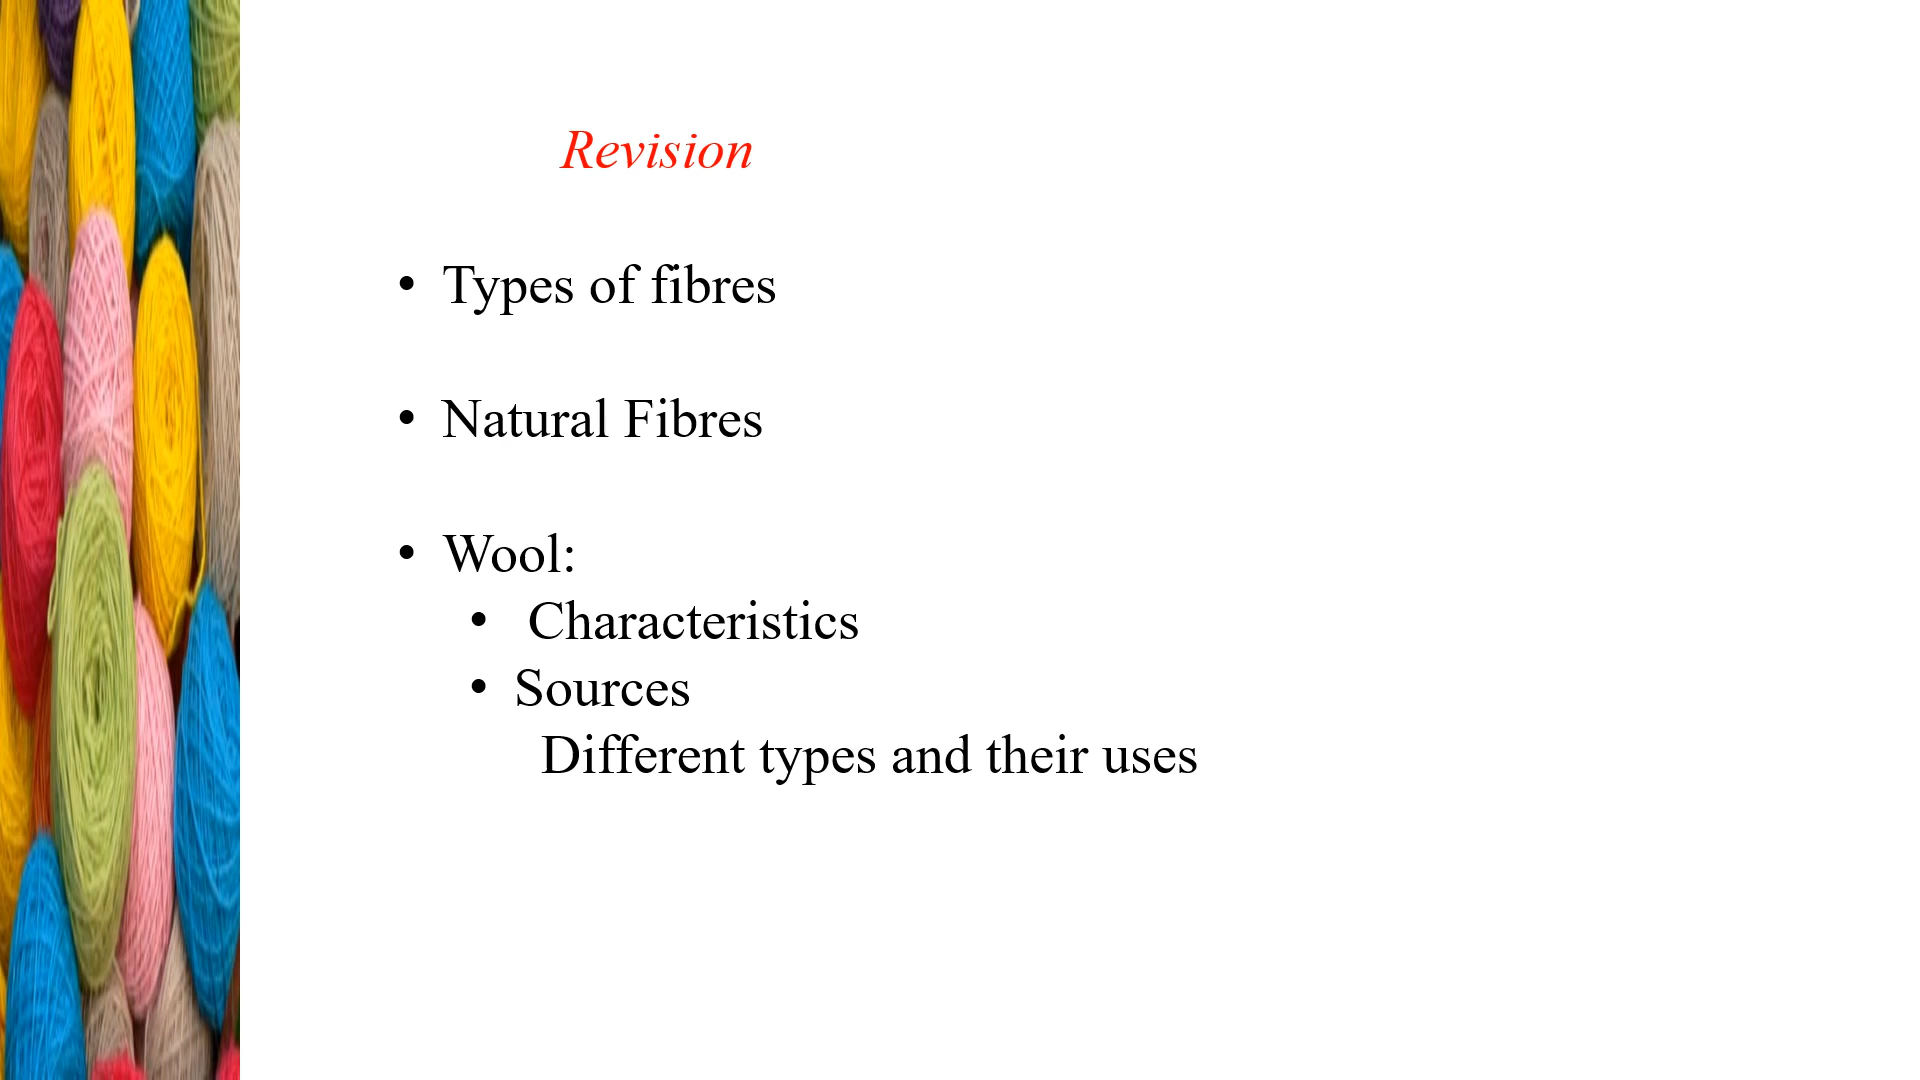 Revision
• Types of fibres
• Natural Fibres
• Wool:
• Characteristics
• Sources
Different types and their uses